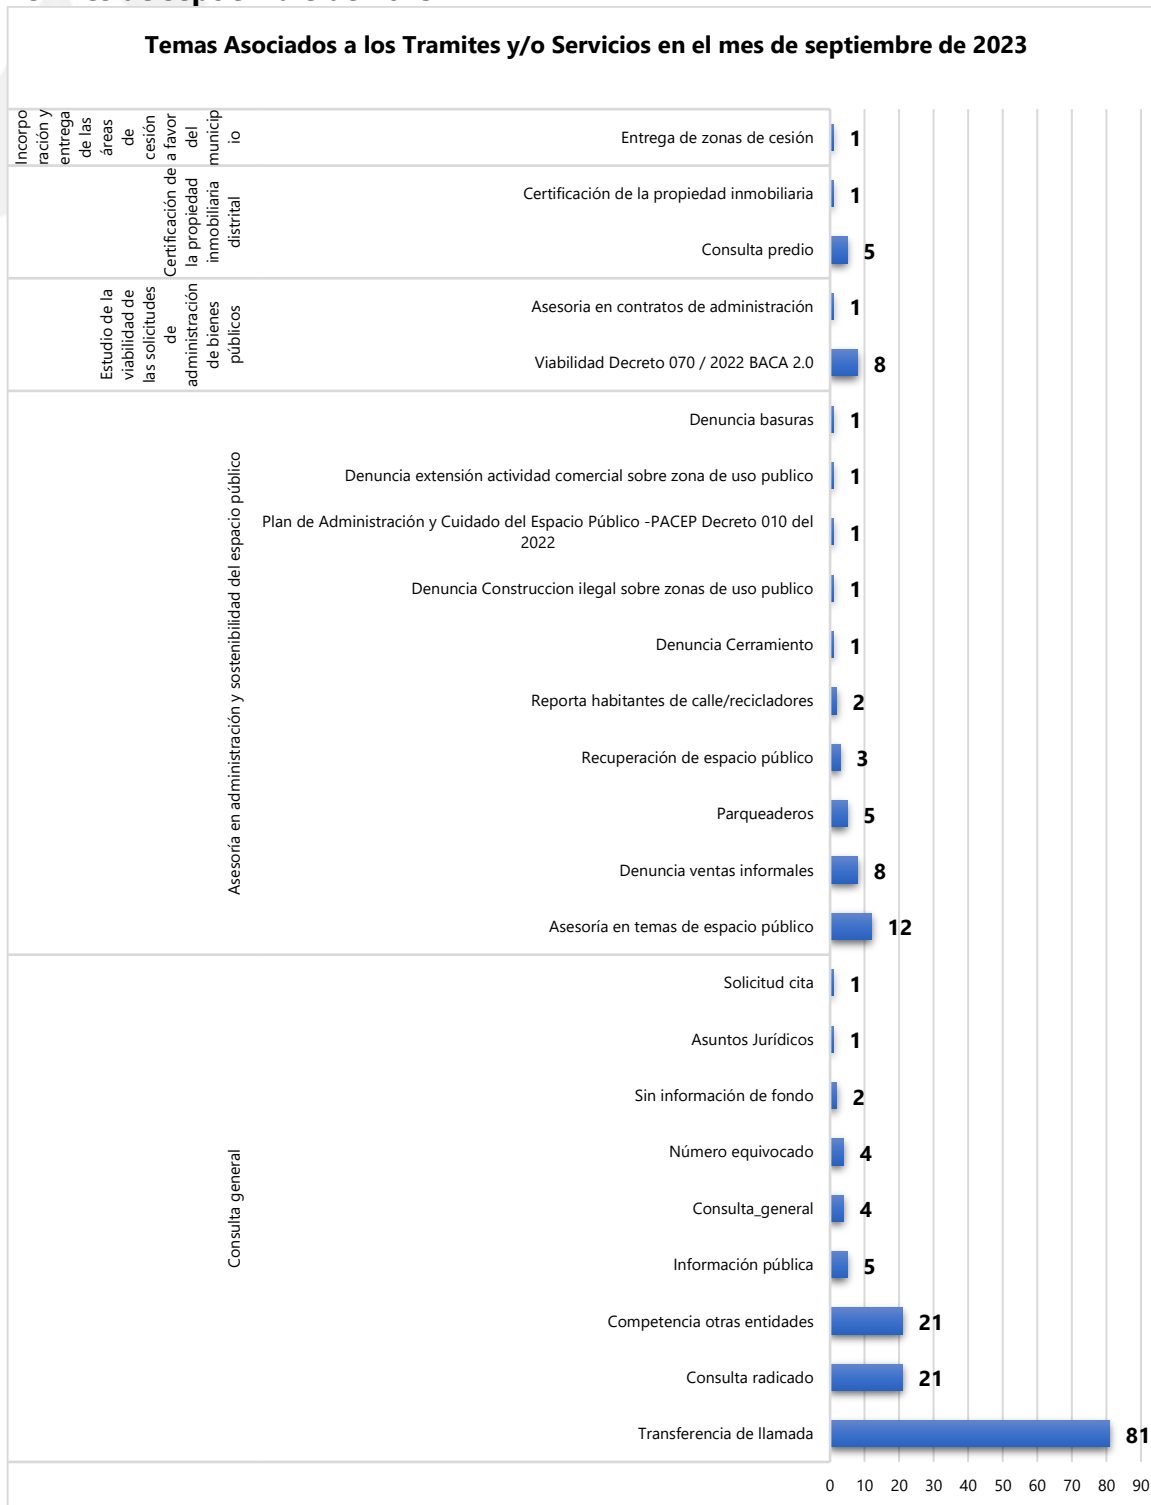 Temas Asociados a los Tramites y/o Servicios en el mes de septiembre de 2023
Incorpo
ración y
entrega
de las
áreas
de
cesión
a favor
del
municip
io
Entrega de zonas de cesión
1
Certificación de
la propiedad
inmobiliaria
distrital
Certificación de la propiedad inmobiliaria
1
Consulta predio
5
Estudio de la
viabilidad de
las solicitudes
de
administración
de bienes
públicos
Asesoria en contratos de administración
1
Viabilidad Decreto 070 / 2022 BACA 2.0
8
Asesoría en administración y sostenibilidad del espacio público
Denuncia basuras
1
Denuncia extensión actividad comercial sobre zona de uso publico
1
Plan de Administración y Cuidado del Espacio Público -PACEP Decreto 010 del
2022
1
Denuncia Construccion ilegal sobre zonas de uso publico
1
Denuncia Cerramiento
1
Reporta habitantes de calle/recicladores
2
Recuperación de espacio público
3
Parqueaderos
5
Denuncia ventas informales
8
Asesoría en temas de espacio público
12
Consulta general
Solicitud cita
1
Asuntos Jurídicos
1
Sin información de fondo
2
Número equivocado
4
Consulta_general
4
Información pública
5
Competencia otras entidades
21
Consulta radicado
21
Transferencia de llamada
81
0 10 20 30 40 50 60 70 80 90